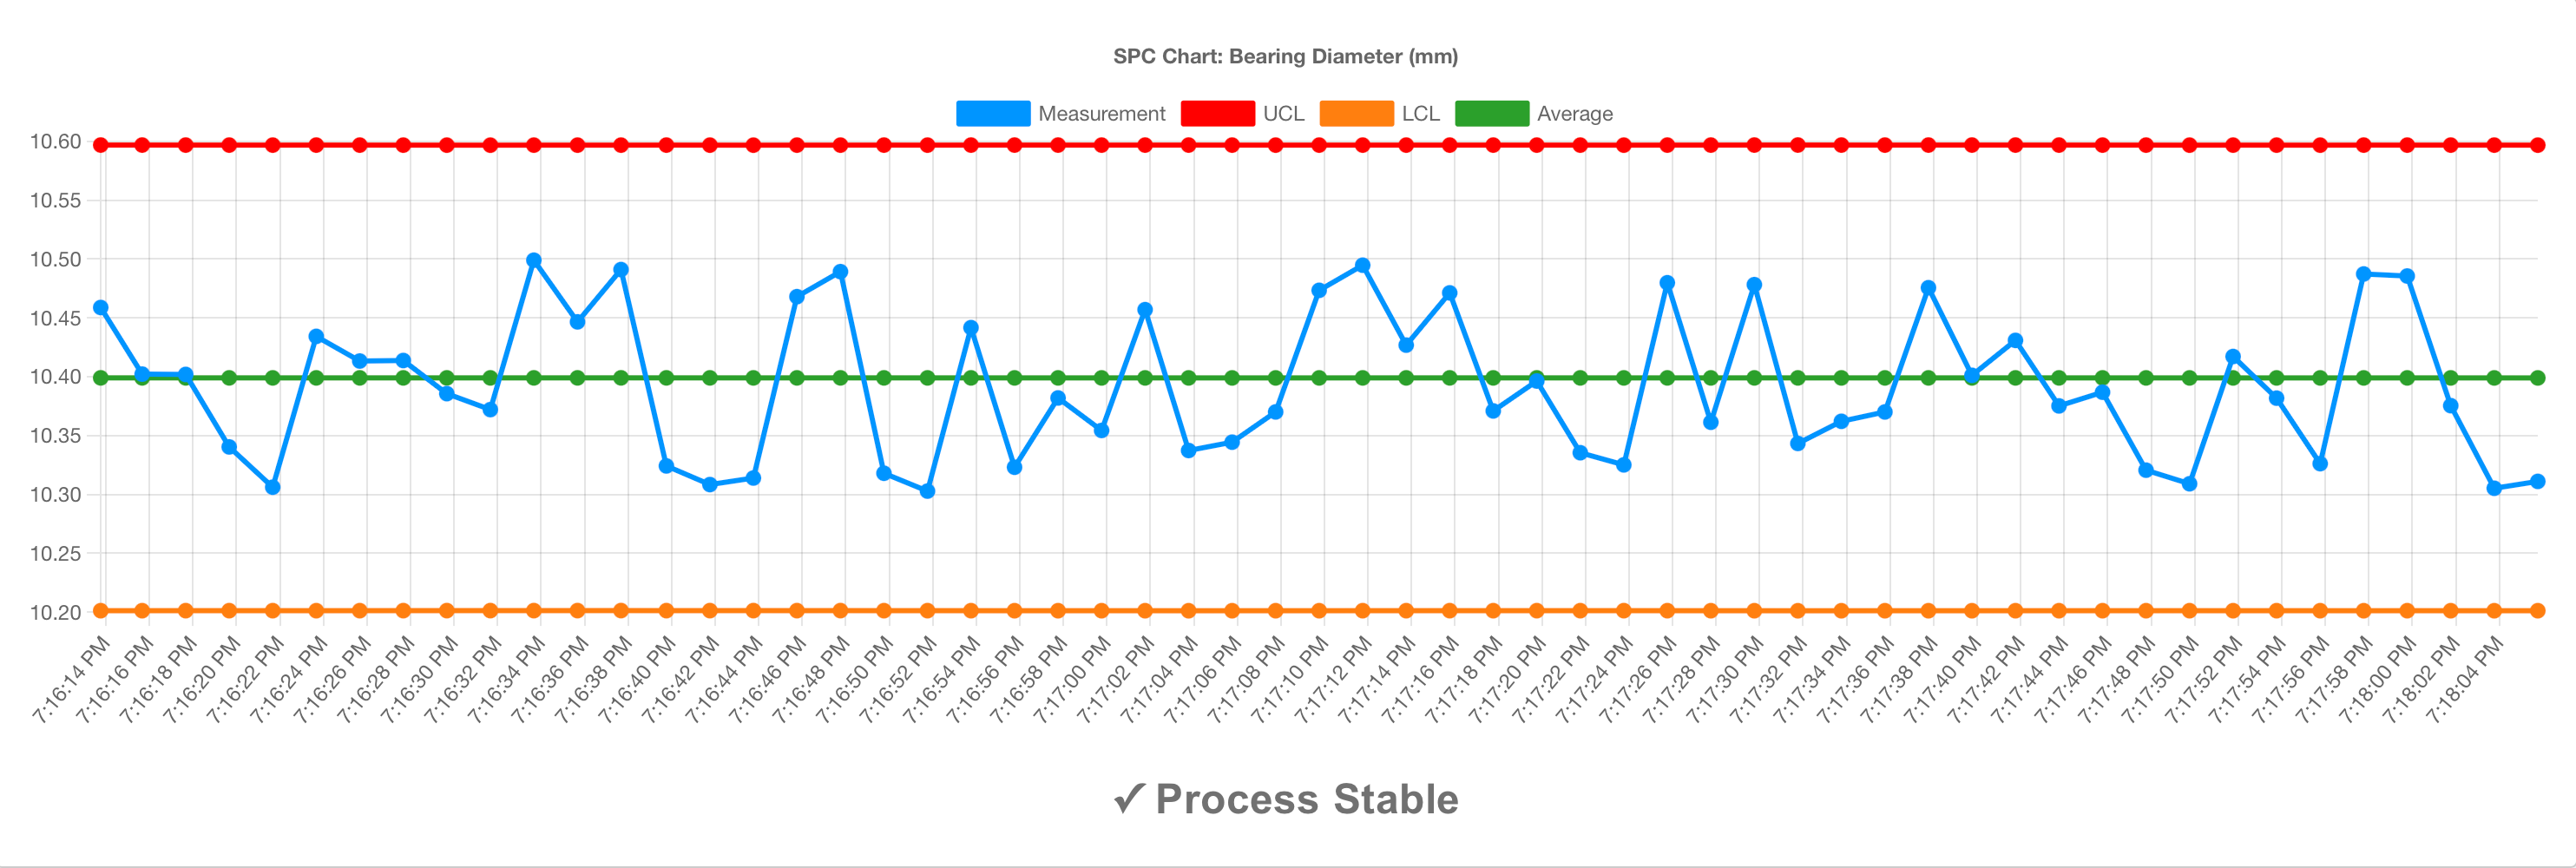 SPC Chart: Bearing Diameter (mm)
Measurement UCL LCL Average
10.60
10.55
10.50
10.45
10.40
10.35
10.30
10.25
10.20
7:16:14 PM 7:16:16 PM 7:16:18 PM 7:16:20 PM 7:16:22 PM 7:16:24 PM 7:16:26 PM 7:16:28 PM 7:16:30 PM 7:16:32 PM 7:16:34 PM 7:16:36 PM 7:16:38 PM 7:16:40 PM 7:16:42 PM 7:16:44 PM 7:16:46 PM 7:16:48 PM 7:16:50 PM 7:16:52 PM 7:16:54 PM 7:16:56 PM 7:16:58 PM 7:17:00 PM 7:17:02 PM 7:17:04 PM 7:17:06 PM 7:17:08 PM 7:17:10 PM 7:17:12 PM 7:17:14 PM 7:17:16 PM 7:17:18 PM 7:17:20 PM 7:17:22 PM 7:17:24 PM 7:17:26 PM 7:17:28 PM 7:17:30 PM 7:17:32 PM 7:17:34 PM 7:17:36 PM 7:17:38 PM 7:17:40 PM 7:17:42 PM 7:17:44 PM 7:17:46 PM 7:17:48 PM 7:17:50 PM 7:17:52 PM 7:17:54 PM 7:17:56 PM 7:17:58 PM 7:18:00 PM 7:18:02 PM 7:18:04 PM
✓ Process Stable